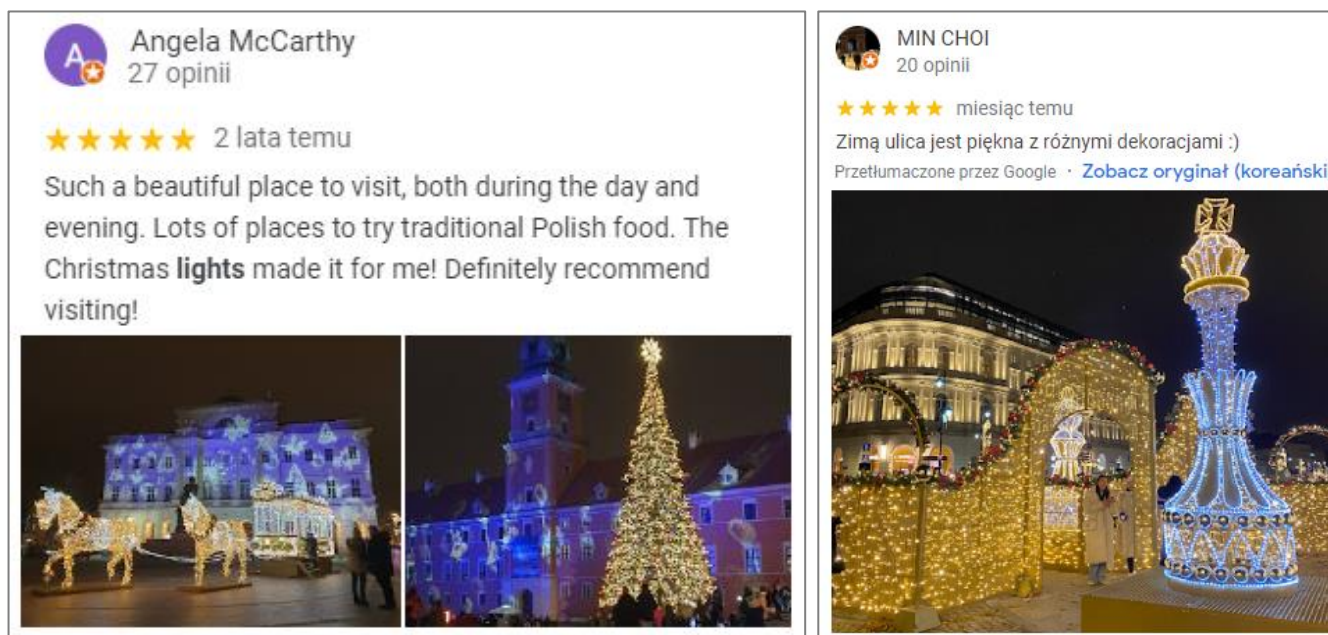 A
Angela McCarthy
27 opinii
2 lata temu
Such a beautiful place to visit, both during the day and
evening. Lots of places to try traditional Polish food. The
Christmas lights made it for me! Definitely recommend
visiting!
MIN CHOI
20 opinii
miesiąc temu
Zimą ulica jest piękna z różnymi dekoracjami :)
Przetłumaczone przez Google · Zobacz oryginał (koreański